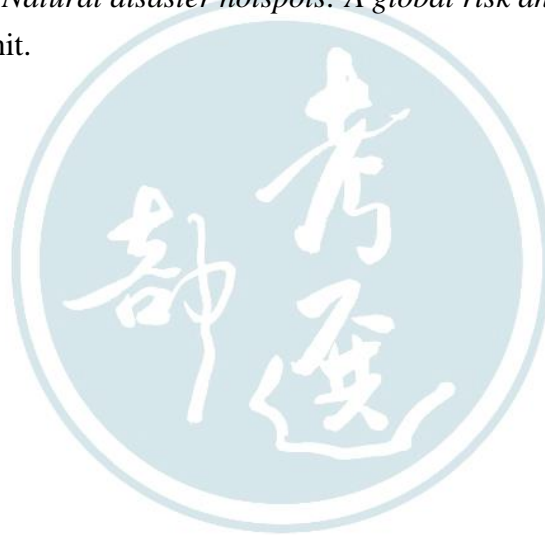 Natural disaster hotspots: A global risk an
nit.
考選
部